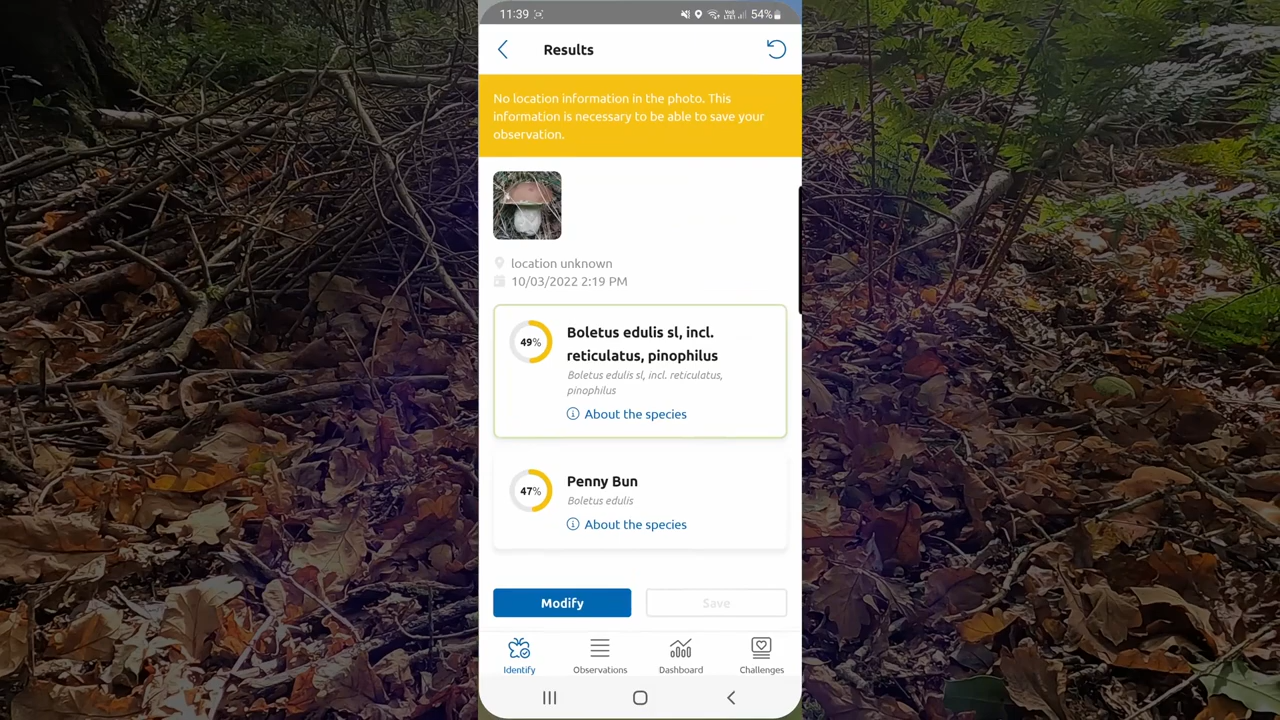 11:39
54%
Results
No location information in the photo. This
information is necessary to be able to save your
observation.
location unknown
10/03/2022 2:19 PM
49%
Boletus edulis sl, incl.
reticulatus, pinophilus
Boletus edulis sl, incl. reticulatus,
pinophilus
About the species
47%
Penny Bun
Boletus edulis
About the species
Modify
Save
Identify
Observations
Dashboard
Challenges